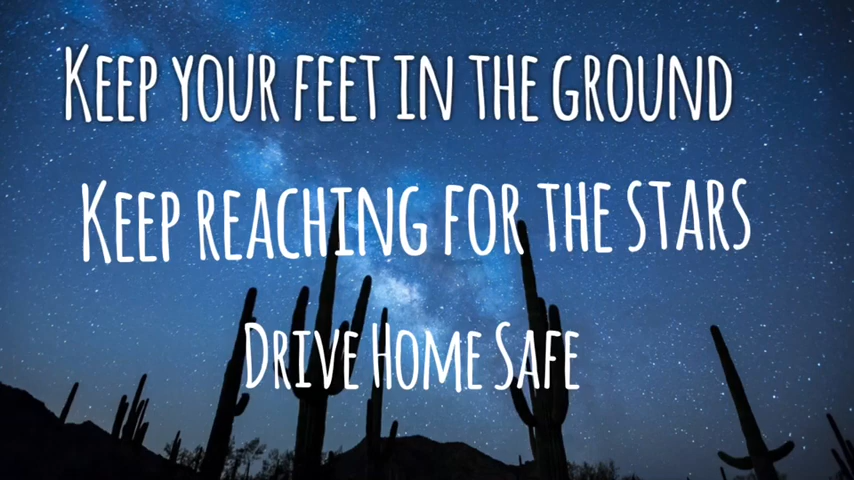 Keep your feet in the ground
Keep reaching for the stars
Drive Home Safe